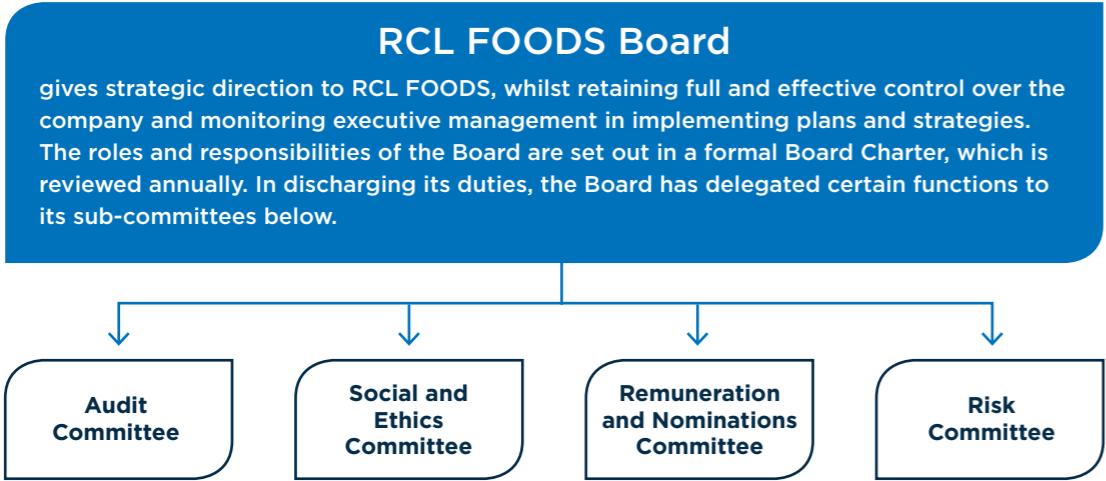 RCL FOODS Board
gives strategic direction to RCL FOODS, whilst retaining full and effective control over the
company and monitoring executive management in implementing plans and strategies.
The roles and responsibilities of the Board are set out in a formal Board Charter, which is
reviewed annually. In discharging its duties, the Board has delegated certain functions to
its sub-committees below.
Audit
Committee
Social and
Ethics
Committee
Remuneration
and Nominations
Committee
Risk
Committee